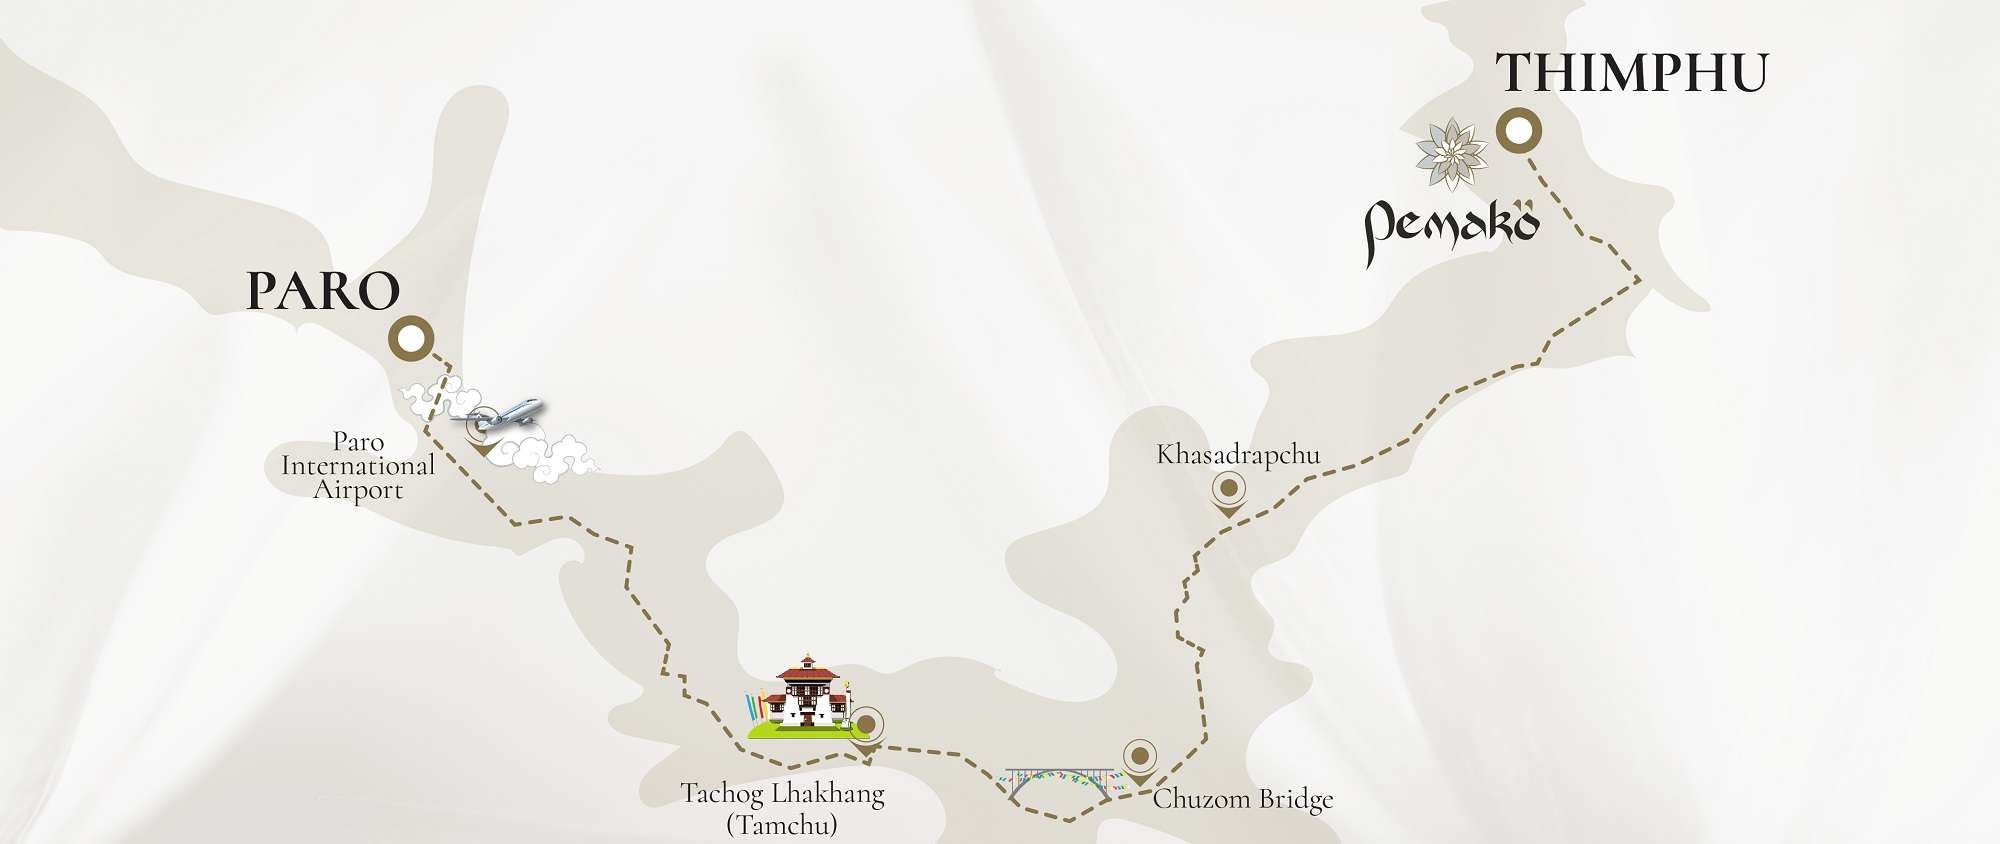 THIMPHU
Pemakö
PARO
Paro
International
Airport
Khasadrapchu
Tachog Lhakhang
(Tamchu)
Chuzom Bridge